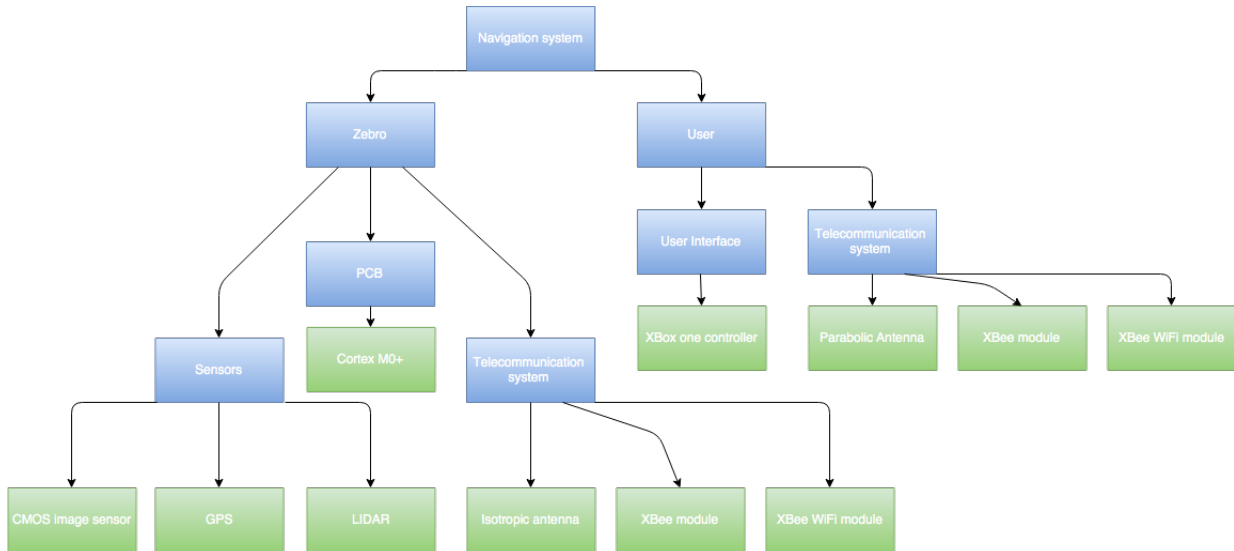 Navigation system
Zebro
User
User Interface
Telecommunication
system
PCB
XBox one controller
Parabolic Antenna
XBee module
XBee WiFi module
Sensors
Cortex M0+
Telecommunication
system
CMOS image sensor
GPS
LIDAR
Isotropic antenna
XBee module
XBee WiFi module